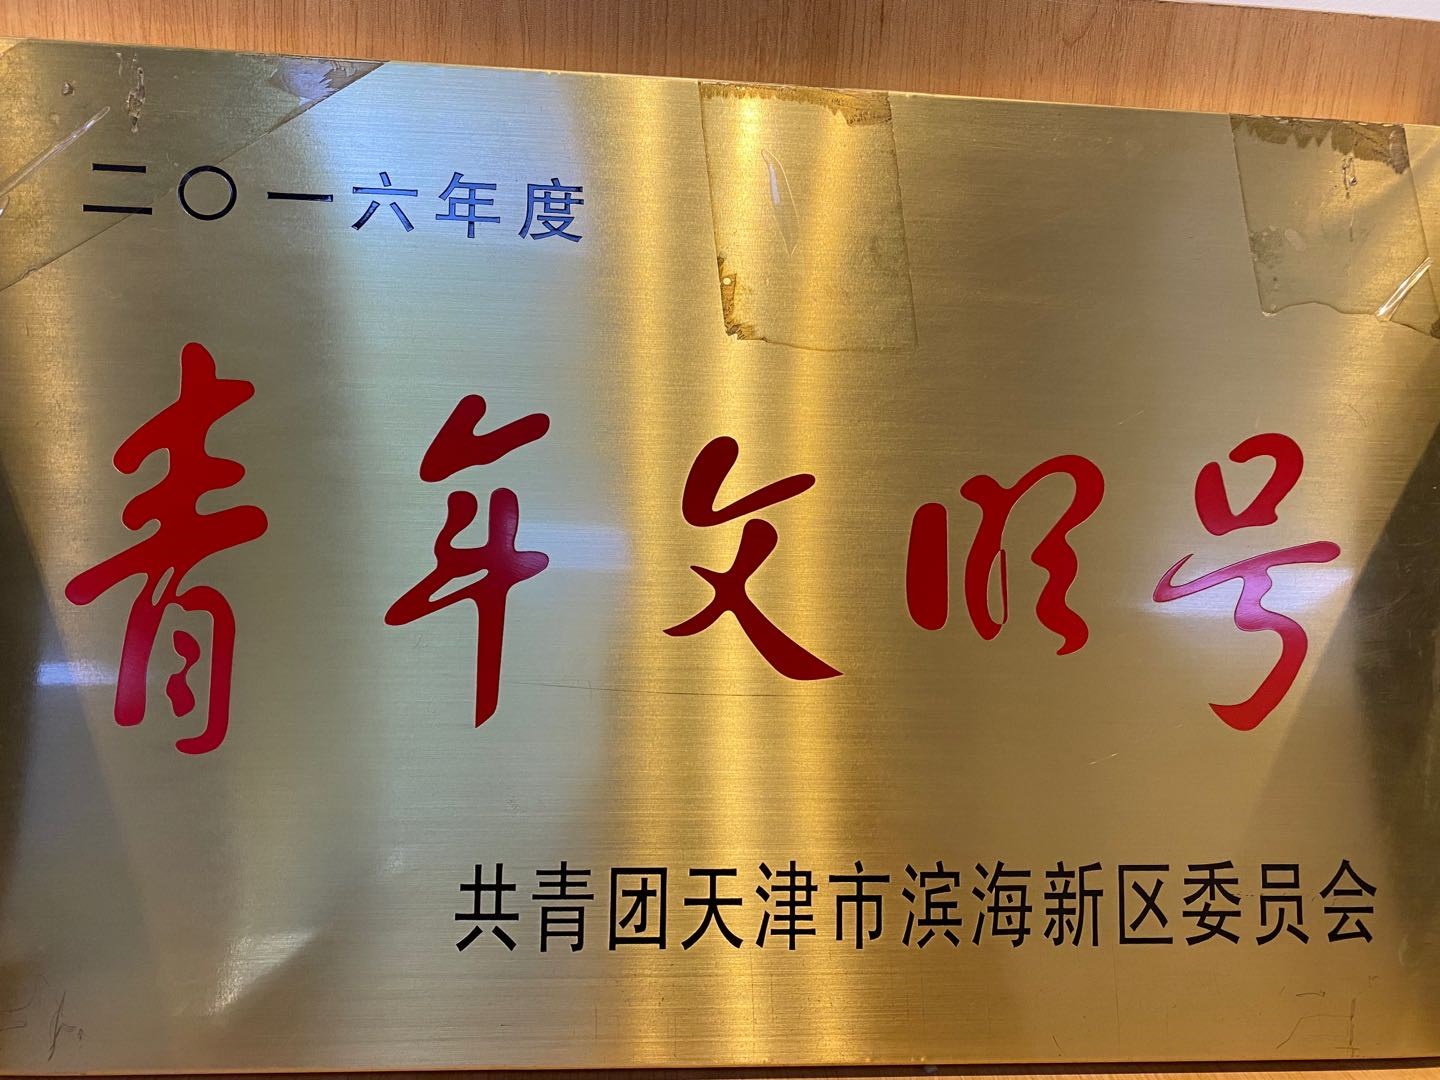 二〇一六年度
青年文明号
共青团天津市滨海新区委员会